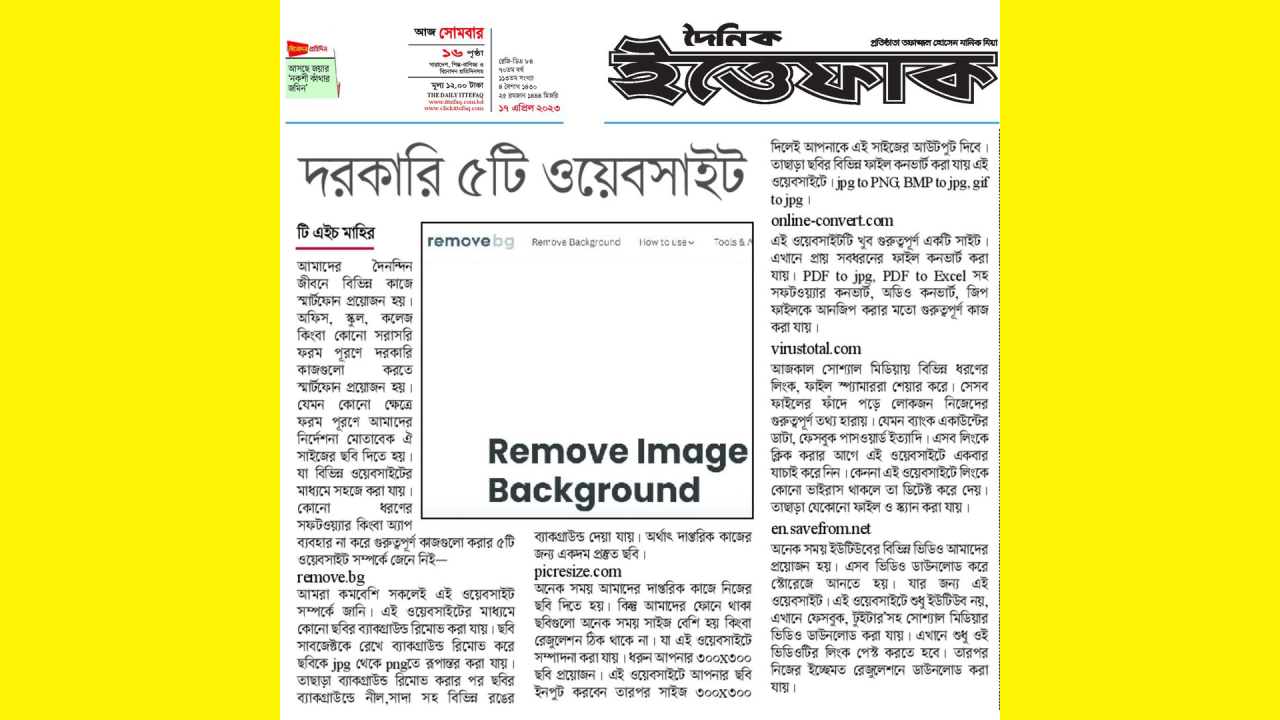 বিনোদন প্রতিদিন
আসছে জয়ার
'নকশী কাঁথার
জমিন'
আজ সোমবার
১৬ পৃষ্ঠা
সারাদেশ, শিল্প-বাণিজ্য ও
বিনোদন প্রতিদিনসহ
মূল্য ১২.০০ টাকা
THE DAILY ITTEFAQ
www.ittefaq.com.bd
www.clickittefaq.com
রেজি-ডিএ ৮৪
৭০তম বর্ষ
১১৩তম সংখ্যা
৪ বৈশাখ ১৪৩০
২৫ রমজান ১৪৪৪ হিজরি
১৭ এপ্রিল ২০২৩
দৈনিক
ইত্তেফাক
প্রতিষ্ঠাতা তফাজ্জল হোসেন মানিক মিয়া
দরকারি ৫টি ওয়েবসাইট
টি এইচ মাহির
আমাদের দৈনন্দিন
জীবনে বিভিন্ন কাজে
স্মার্টফোন প্রয়োজন হয়।
অফিস, স্কুল, কলেজ
কিংবা কোনো সরাসরি
ফরম পূরণে দরকারি
কাজগুলো করতে
স্মার্টফোন প্রয়োজন হয়।
যেমন কোনো ক্ষেত্রে
ফরম পূরণে আমাদের
নির্দেশনা মোতাবেক ঐ
সাইজের ছবি দিতে হয়।
যা বিভিন্ন ওয়েবসাইটের
মাধ্যমে সহজে করা যায়।
কোনো ধরণের
সফটওয়্যার কিংবা অ্যাপ
ব্যবহার না করে গুরুত্বপূর্ণ কাজগুলো করার ৫টি
ওয়েবসাইট সম্পর্কে জেনে নিই—
remove.bg
আমরা কমবেশি সকলেই এই ওয়েবসাইট
সম্পর্কে জানি। এই ওয়েবসাইটের মাধ্যমে
কোনো ছবির ব্যাকগ্রাউন্ড রিমোভ করা যায়। ছবি
সাবজেক্টকে রেখে ব্যাকগ্রাউন্ড রিমোভ করে
ছবিকে jpg থেকে pngতে রূপান্তর করা যায়।
তাছাড়া ব্যাকগ্রাউন্ড রিমোভ করার পর ছবির
ব্যাকগ্রাউন্ডে নীল,সাদা সহ বিভিন্ন রঙের
removebg Remove Background How to use Tools & A
Remove Image
Background
ব্যাকগ্রাউন্ড দেয়া যায়। অর্থাৎ দাপ্তরিক কাজের
জন্য একদম প্রস্তুত ছবি।
picresize.com
অনেক সময় আমাদের দাপ্তরিক কাজে নিজের
ছবি দিতে হয়। কিন্তু আমাদের ফোনে থাকা
ছবিগুলো অনেক সময় সাইজ বেশি হয় কিংবা
রেজুলেশন ঠিক থাকে না। যা এই ওয়েবসাইটে
সম্পাদনা করা যায়। ধরুন আপনার ৩০০X৩০০
ছবি প্রয়োজন। এই ওয়েবসাইটে আপনার ছবি
ইনপুট করবেন তারপর সাইজ ৩০০X৩০০
দিলেই আপনাকে এই সাইজের আউটপুট দিবে।
তাছাড়া ছবির বিভিন্ন ফাইল কনভার্ট করা যায় এই
ওয়েবসাইটে। jpg to PNG, BMP to jpg, gif
to jpg।
online-convert.com
এই ওয়েবসাইটটি খুব গুরুত্বপূর্ণ একটি সাইট।
এখানে প্রায় সবধরনের ফাইল কনভার্ট করা
যায়। PDF to jpg, PDF to Excel সহ
সফটওয়্যার কনভার্ট, অডিও কনভার্ট, জিপ
ফাইলকে আনজিপ করার মতো গুরুত্বপূর্ণ কাজ
করা যায়।
virustotal.com
আজকাল সোশ্যাল মিডিয়ায় বিভিন্ন ধরণের
লিংক, ফাইল স্প্যামাররা শেয়ার করে। সেসব
ফাইলের ফাঁদে পড়ে লোকজন নিজেদের
গুরুত্বপূর্ণ তথ্য হারায়। যেমন ব্যাংক একাউন্টের
ডাটা, ফেসবুক পাসওয়ার্ড ইত্যাদি। এসব লিংকে
ক্লিক করার আগে এই ওয়েবসাইটে একবার
যাচাই করে নিন। কেননা এই ওয়েবসাইটে লিংকে
কোনো ভাইরাস থাকলে তা ডিটেক্ট করে দেয়।
তাছাড়া যেকোনো ফাইল ও স্ক্যান করা যায়।
en.savefrom.net
অনেক সময় ইউটিউবের বিভিন্ন ভিডিও আমাদের
প্রয়োজন হয়। এসব ভিডিও ডাউনলোড করে
স্টোরেজে আনতে হয়। যার জন্য এই
ওয়েবসাইট। এই ওয়েবসাইটে শুধু ইউটিউব নয়,
এখানে ফেসবুক, টুইটার'সহ সোশ্যাল মিডিয়ার
ভিডিও ডাউনলোড করা যায়। এখানে শুধু ওই
ভিডিওটির লিংক পেস্ট করতে হবে। তারপর
নিজের ইচ্ছেমত রেজুলেশনে ডাউনলোড করা
যায়।